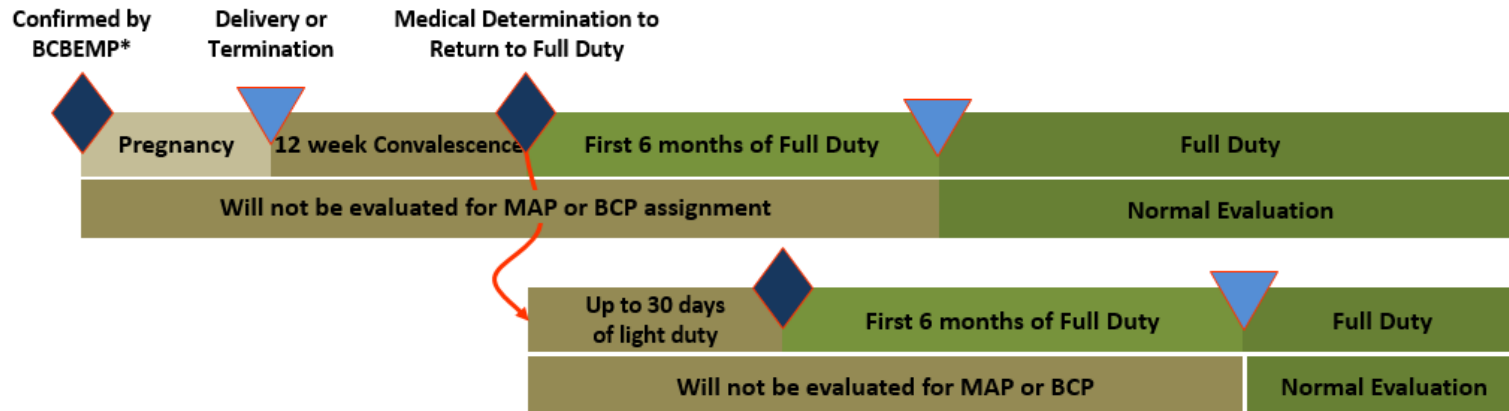 Confirmed by
BCBEMP*
Delivery or
Termination
Medical Determination to
Return to Full Duty
Pregnancy
12 week Convalescence
First 6 months of Full Duty
Full Duty
Will not be evaluated for MAP or BCP assignment
Normal Evaluation
Up to 30 days
of light duty
First 6 months of Full Duty
Full Duty
Will not be evaluated for MAP or BCP
Normal Evaluation